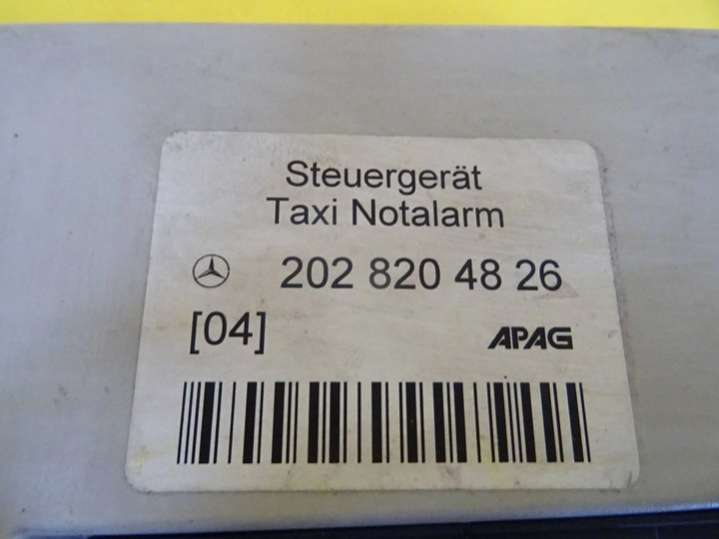 Steuergerät
Taxi Notalarm
202 820 48 26
[04] APAG